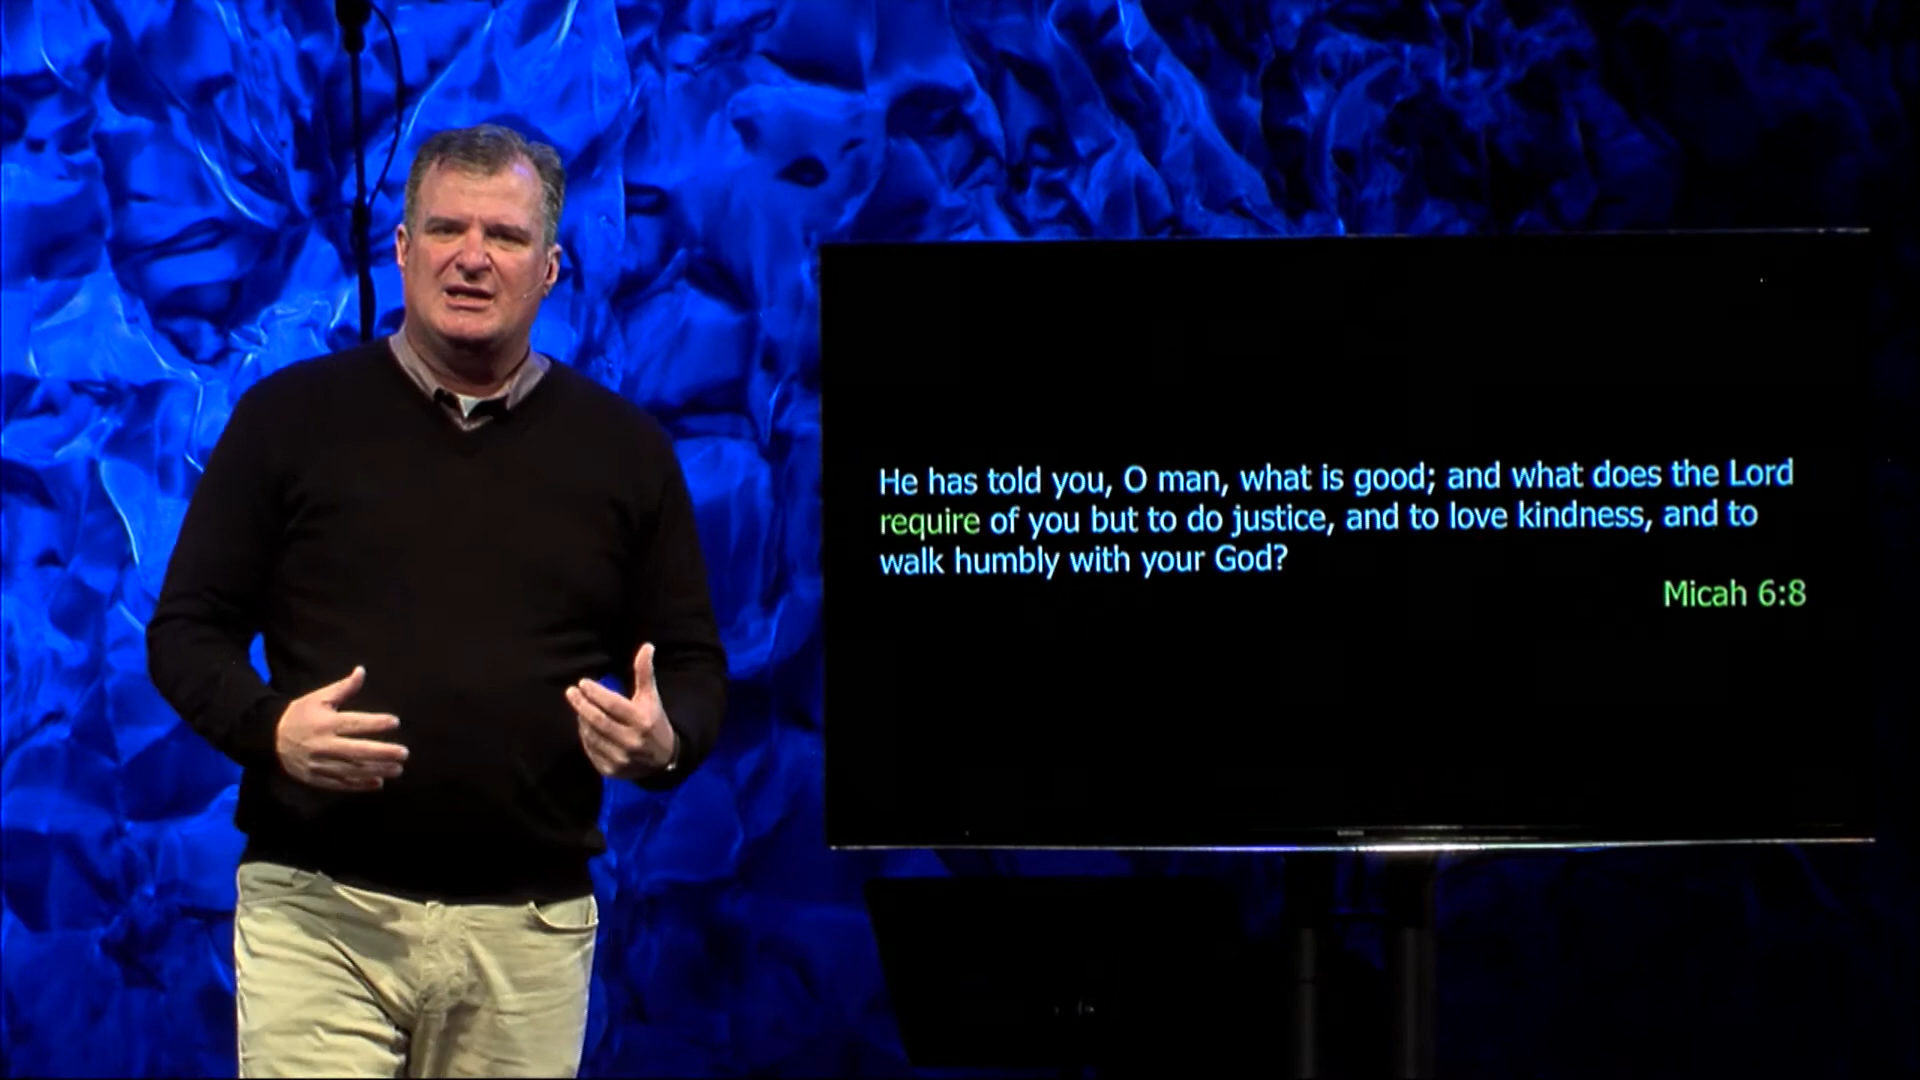 He has told you, O man, what is good; and what does the Lord
require of you but to do justice, and to love kindness, and to
walk humbly with your God?
Micah 6:8